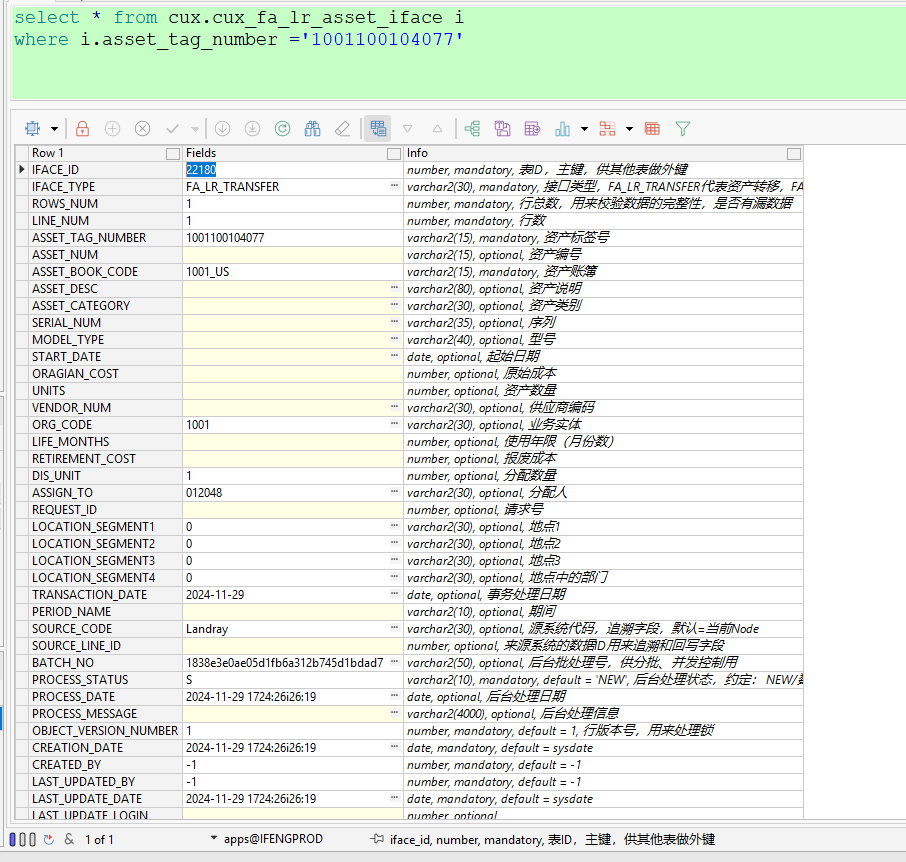 select * from cux.cux_fa_lr_asset_iface i
where i.asset_tag_number ='1001100104077'
Row 1 Fields Info
IFACE_ID 22180 number, mandatory, 表ID，主键，供其他表做外键
IFACE_TYPE FA_LR_TRANSFER varchar2(30), mandatory, 接口类型，FA_LR_TRANSFER代表资产转移，FA
ROWS_NUM 1 number, mandatory, 行总数，用来校验数据的完整性，是否有漏数据
LINE_NUM 1 number, mandatory, 行数
ASSET_TAG_NUMBER 1001100104077 varchar2(15), mandatory, 资产标签号
ASSET_NUM varchar2(15), optional, 资产编号
ASSET_BOOK_CODE 1001_US varchar2(15), mandatory, 资产账簿
ASSET_DESC varchar2(80), optional, 资产说明
ASSET_CATEGORY varchar2(30), optional, 资产类别
SERIAL_NUM varchar2(35), optional, 序列
MODEL_TYPE varchar2(40), optional, 型号
START_DATE date, optional, 起始日期
ORAGIAN_COST number, optional, 原始成本
UNITS number, optional, 资产数量
VENDOR_NUM varchar2(30), optional, 供应商编码
ORG_CODE 1001 varchar2(30), optional, 业务实体
LIFE_MONTHS number, optional, 使用年限（月份数）
RETIREMENT_COST number, optional, 报废成本
DIS_UNIT 1 number, optional, 分配数量
ASSIGN_TO 012048 varchar2(30), optional, 分配人
REQUEST_ID number, optional, 请求号
LOCATION_SEGMENT1 0 varchar2(30), optional, 地点1
LOCATION_SEGMENT2 0 varchar2(30), optional, 地点2
LOCATION_SEGMENT3 0 varchar2(30), optional, 地点3
LOCATION_SEGMENT4 0 varchar2(30), optional, 地点中的部门
TRANSACTION_DATE 2024-11-29 date, optional, 事务处理日期
PERIOD_NAME varchar2(10), optional, 期间
SOURCE_CODE Landray varchar2(30), optional, 源系统代码，追溯字段，默认=当前Node
SOURCE_LINE_ID number, optional, 来源系统的数据ID用来追溯和回写字段
BATCH_NO 1838e3e0ae05d1fb6a312b745d1bdad7 varchar2(50), optional, 后台批处理号，供分批、并发控制用
PROCESS_STATUS S varchar2(10), mandatory, default = 'NEW', 后台处理状态，约定： NEW/
PROCESS_DATE 2024-11-29 1724:26i26:19 date, optional, 后台处理日期
PROCESS_MESSAGE varchar2(4000), optional, 后台处理信息
OBJECT_VERSION_NUMBER 1 number, mandatory, default = 1, 行版本号，用来处理锁
CREATION_DATE 2024-11-29 1724:26i26:19 date, mandatory, default = sysdate
CREATED_BY -1 number, mandatory, default = -1
LAST_UPDATED_BY -1 number, mandatory, default = -1
LAST_UPDATE_DATE 2024-11-29 1724:26i26:19 date, mandatory, default = sysdate
LAST_UPDATE_LOGIN number, optional
& 1 of 1 apps@IFENGPROD iface_id, number, mandatory, 表ID，主键，供其他表做外键